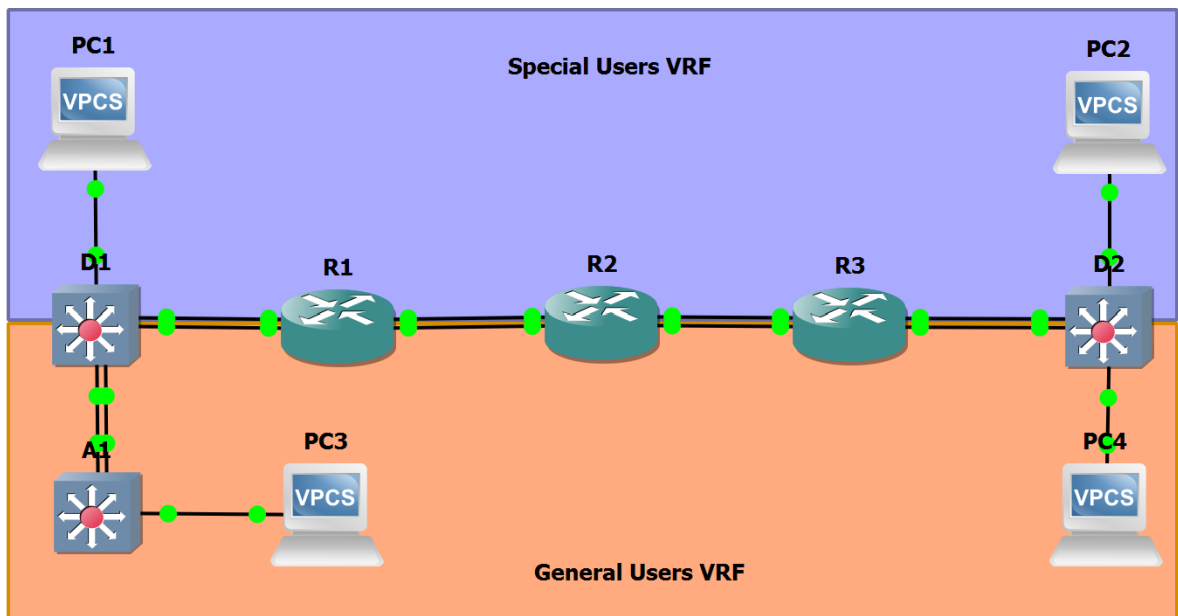 PC1
Special Users VRF
PC2
VPCS
VPCS
D1
R1
R2
R3
D2
A1
PC3
PC4
VPCS
VPCS
General Users VRF